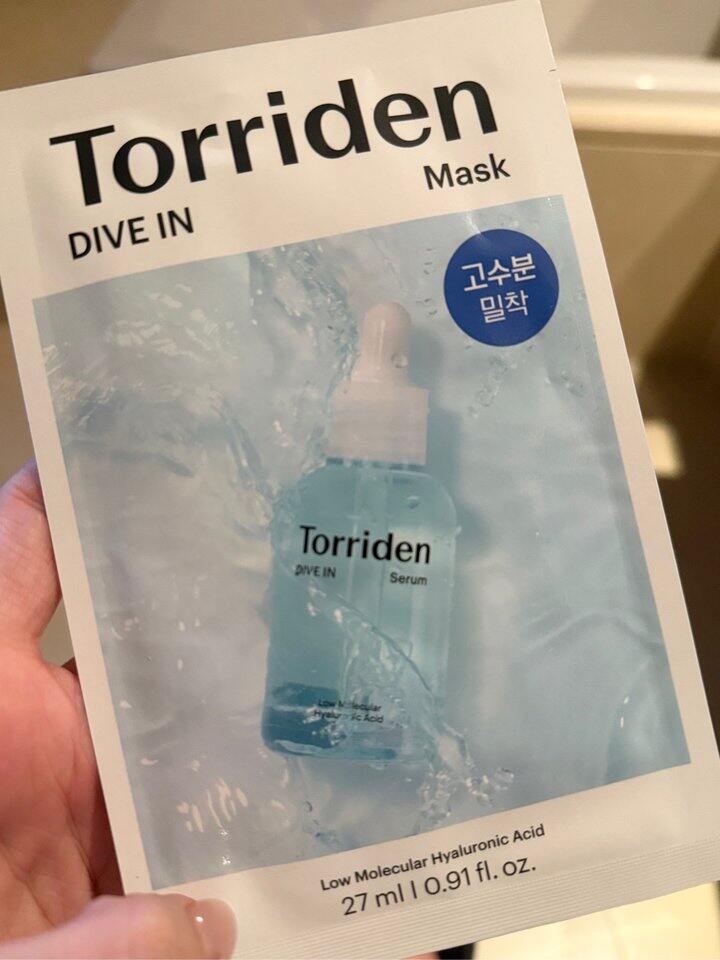 Torriden
DIVE IN
Mask
고수분
밀착
Torriden
DIVE IN
Serum
Low Molecular
Hyaluronic Acid
Low Molecular Hyaluronic Acid
27 ml | 0.91 fl. oz.